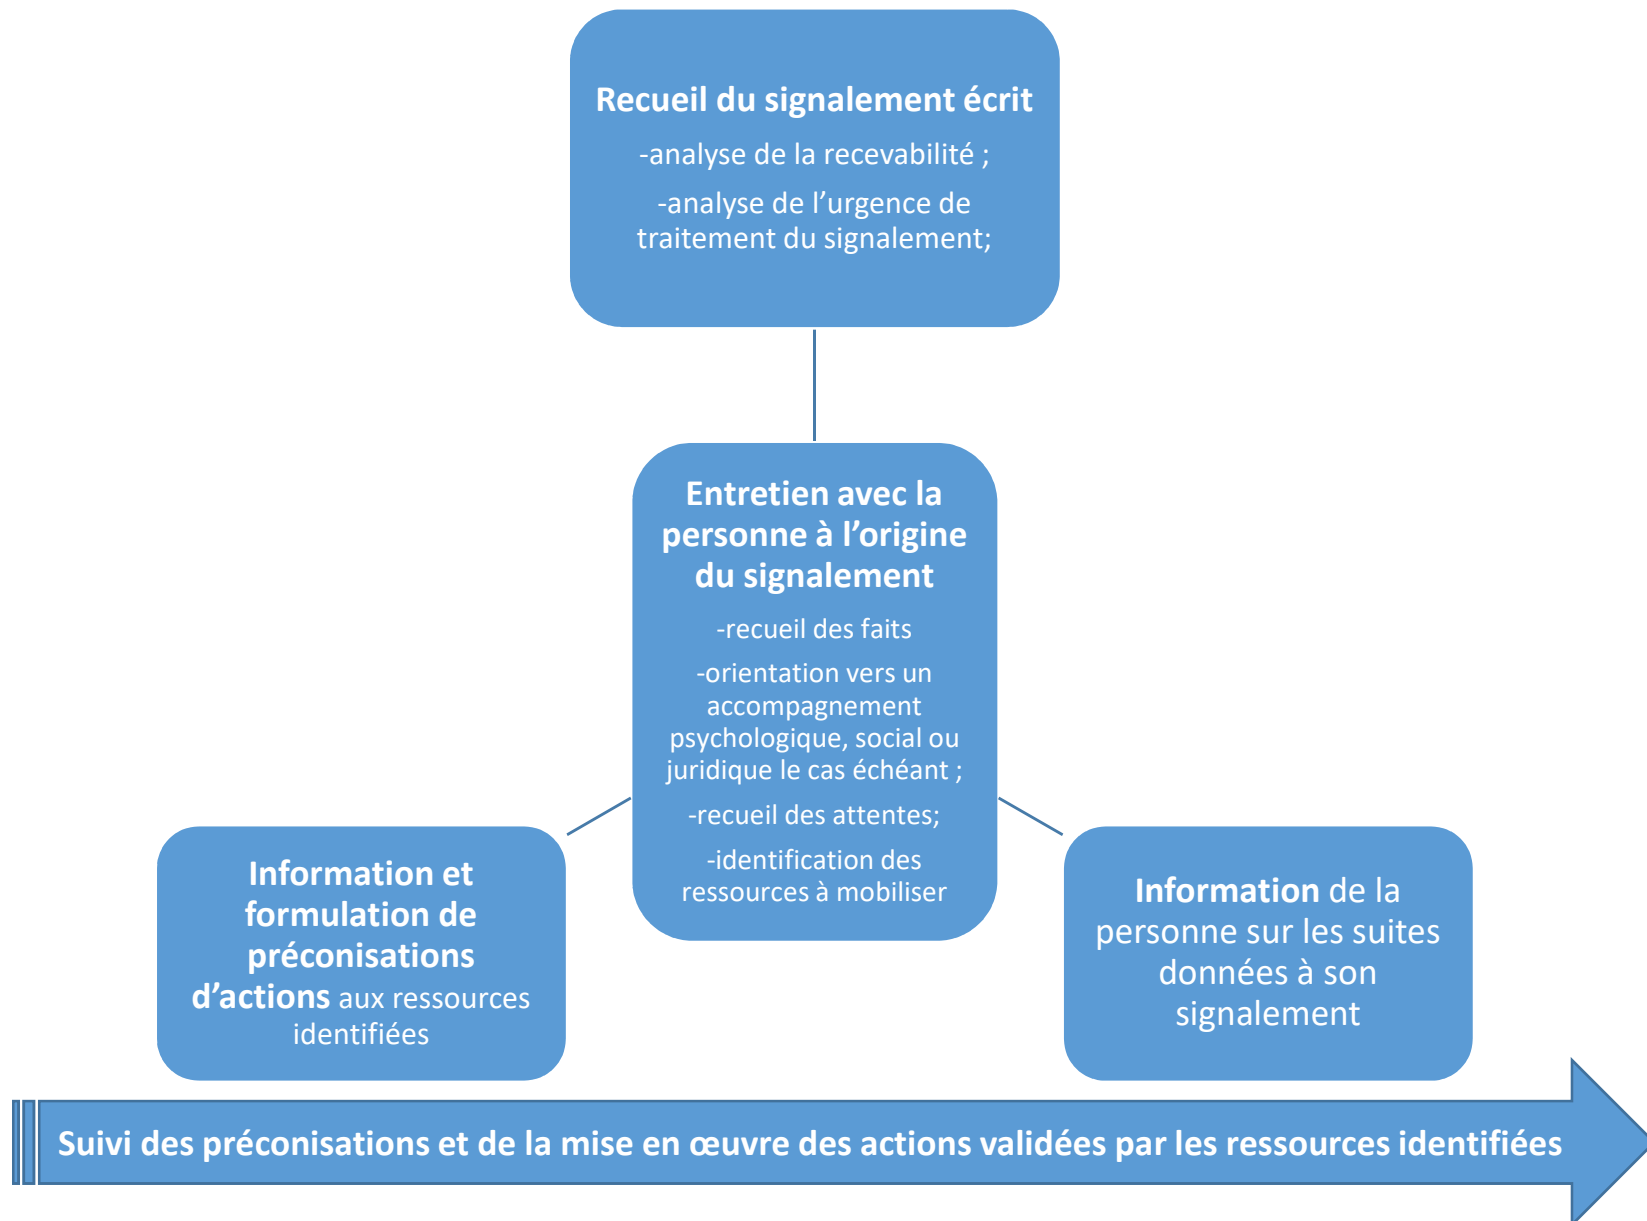 Recueil du signalement écrit
-analyse de la recevabilité ;
-analyse de l’urgence de
traitement du signalement;
Entretien avec la
personne à l’origine
du signalement
-recueil des faits
-orientation vers un
accompagnement
psychologique, social ou
juridique le cas échéant ;
-recueil des attentes;
-identification des
ressources à mobiliser
Information et
formulation de
préconisations
d’actions aux ressources
identifiées
Information de la
personne sur les suites
données à son
signalement
Suivi des préconisations et de la mise en œuvre des actions validées par les ressources identifiées